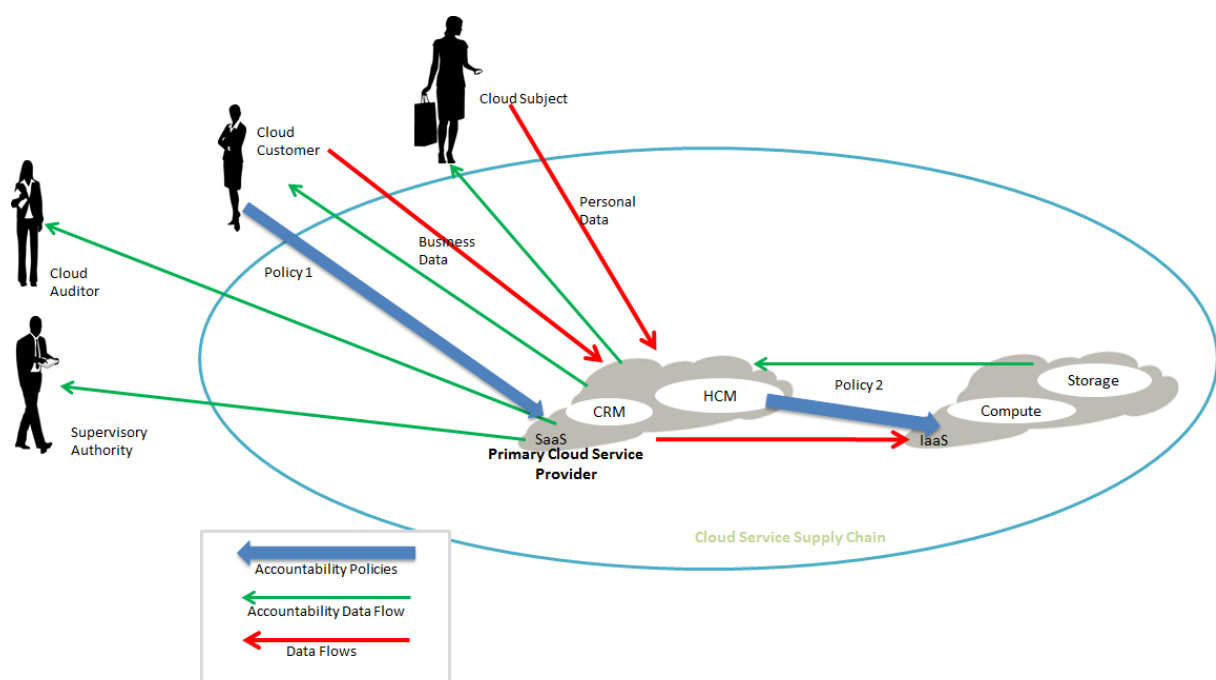 Cloud Subject
Cloud
Customer
Personal
Data
Business
Data
Policy 1
Cloud
Auditor
Supervisory
Authority
CRM
HCM
SaaS
Primary Cloud Service
Provider
Policy 2
Storage
Compute
IaaS
Cloud Service Supply Chain
Accountability Policies
Accountability Data Flow
Data Flows